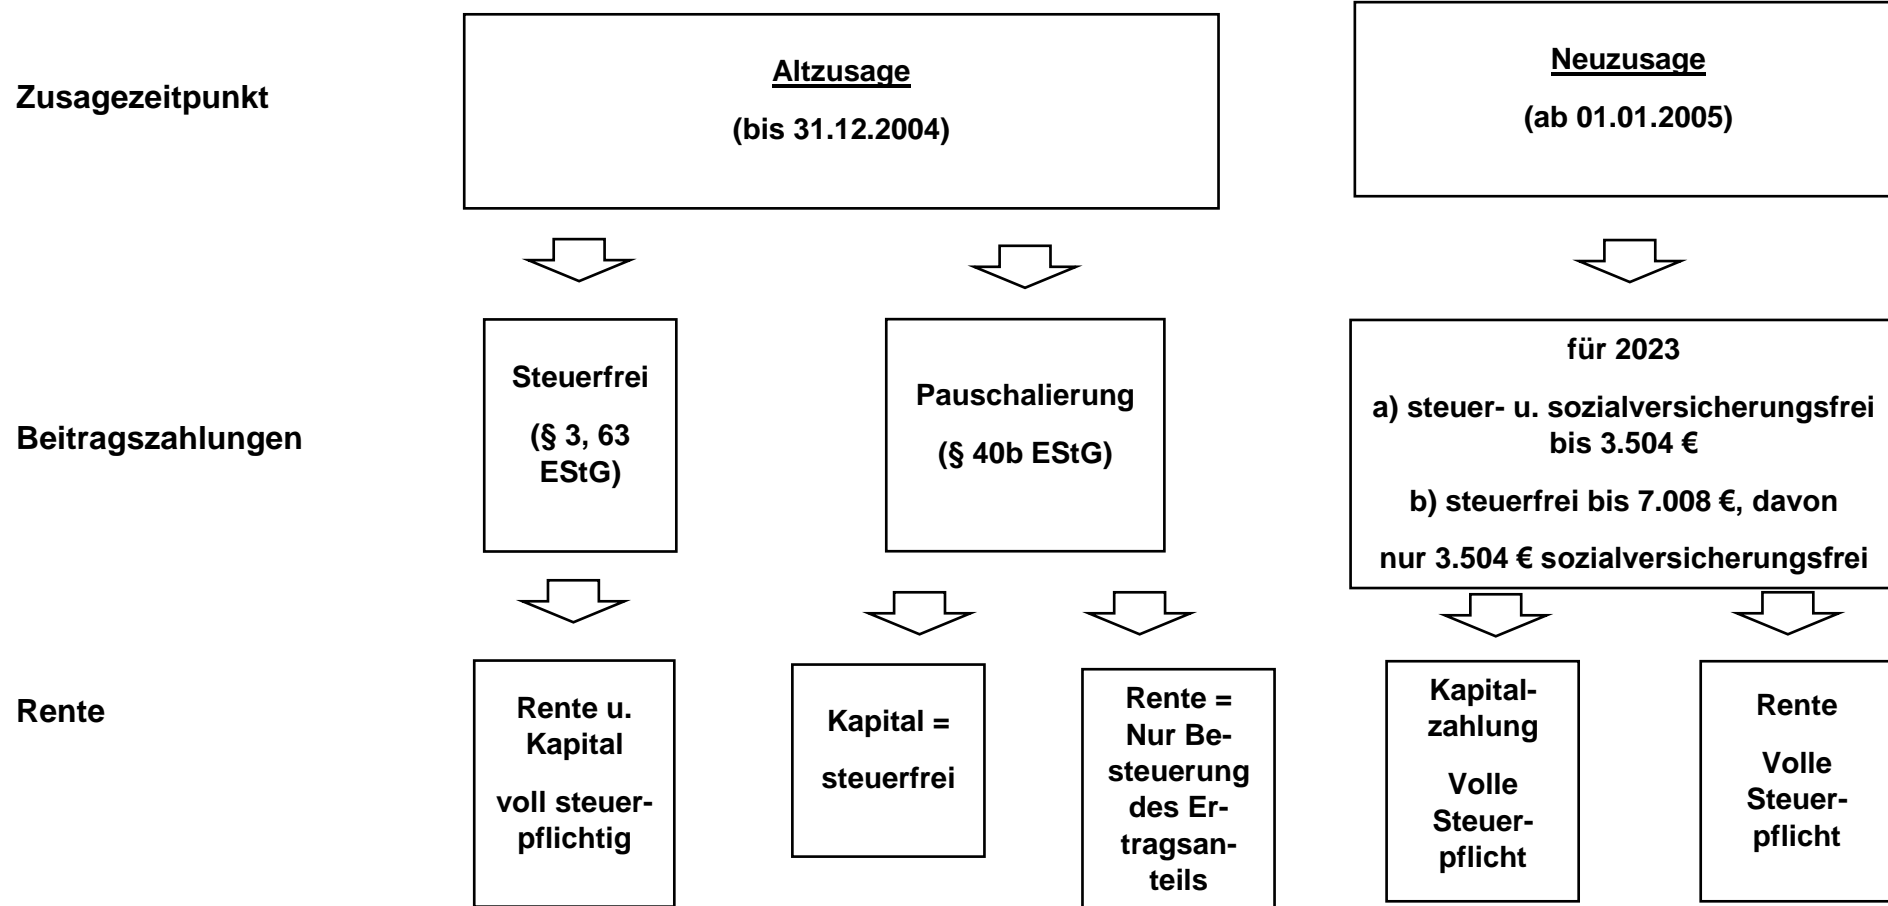 Zusagezeitpunkt
Altzusage
(bis 31.12.2004)
Neuzusage
(ab 01.01.2005)
Beitragszahlungen
Steuerfrei
(§ 3, 63
EStG)
Pauschalierung
(§ 40b EStG)
für 2023
a) steuer- u. sozialversicherungsfrei
bis 3.504 €
b) steuerfrei bis 7.008 €, davon
nur 3.504 € sozialversicherungsfrei
Rente
Rente u.
Kapital
voll steuer-
pflichtig
Kapital =
steuerfrei
Rente =
Nur Be-
steuerung
des Er-
tragsan-
teils
Kapital-
zahlung
Volle
Steuer-
pflicht
Rente
Volle
Steuer-
pflicht